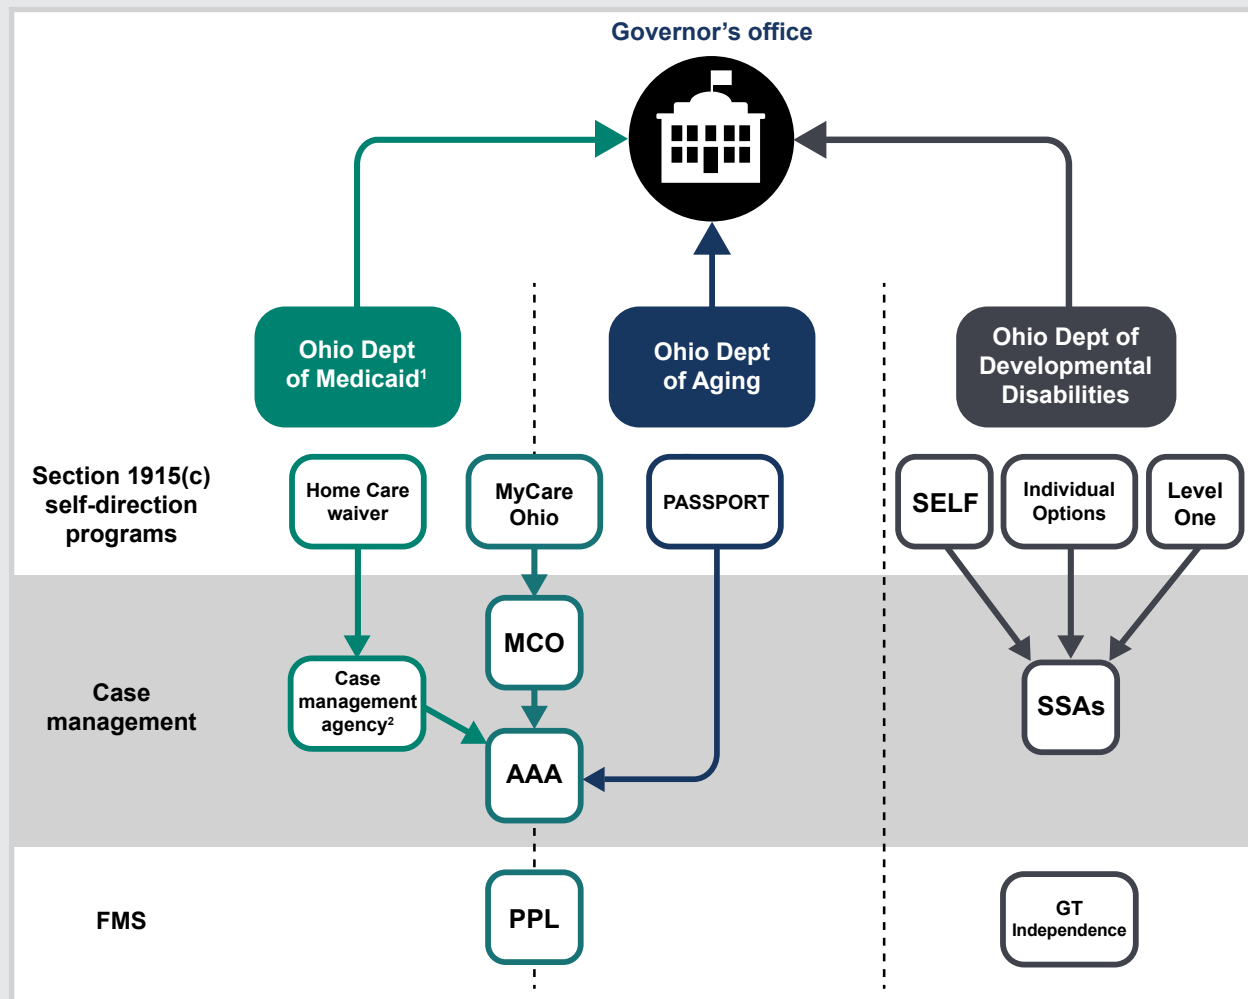 Governor’s office
Ohio Dept
of Medicaid¹
Ohio Dept
of Aging
Ohio Dept of
Developmental
Disabilities
Section 1915(c)
self-direction
programs
Home Care
waiver
MyCare
Ohio
PASSPORT
SELF
Individual
Options
Level
One
Case
management
MCO
Case
management
agency²
AAA
SSAs
FMS
PPL
GT
Independence